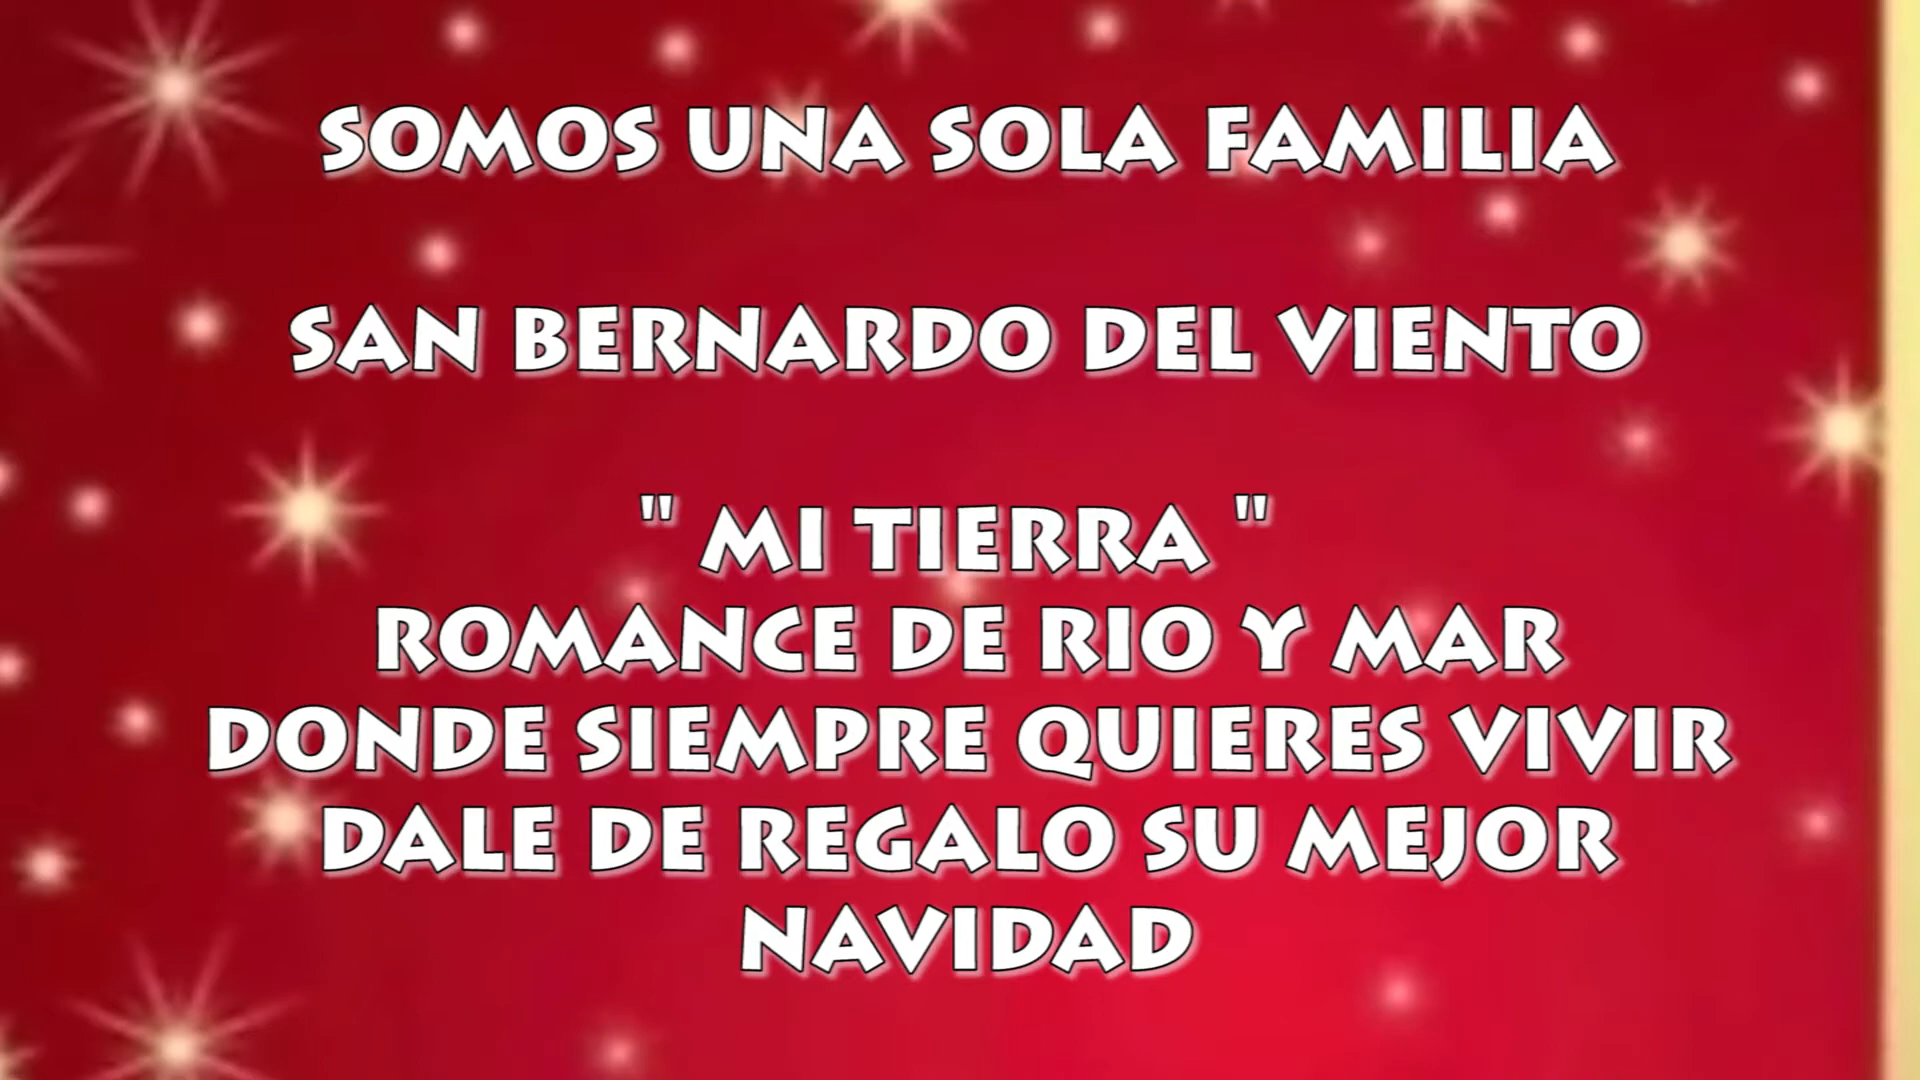 SOMOS UNA SOLA FAMILIA
SAN BERNARDO DEL VIENTO
" MI TIERRA "
ROMANCE DE RIO Y MAR
DONDE SIEMPRE QUIERES VIVIR
DALE DE REGALO SU MEJOR
NAVIDAD